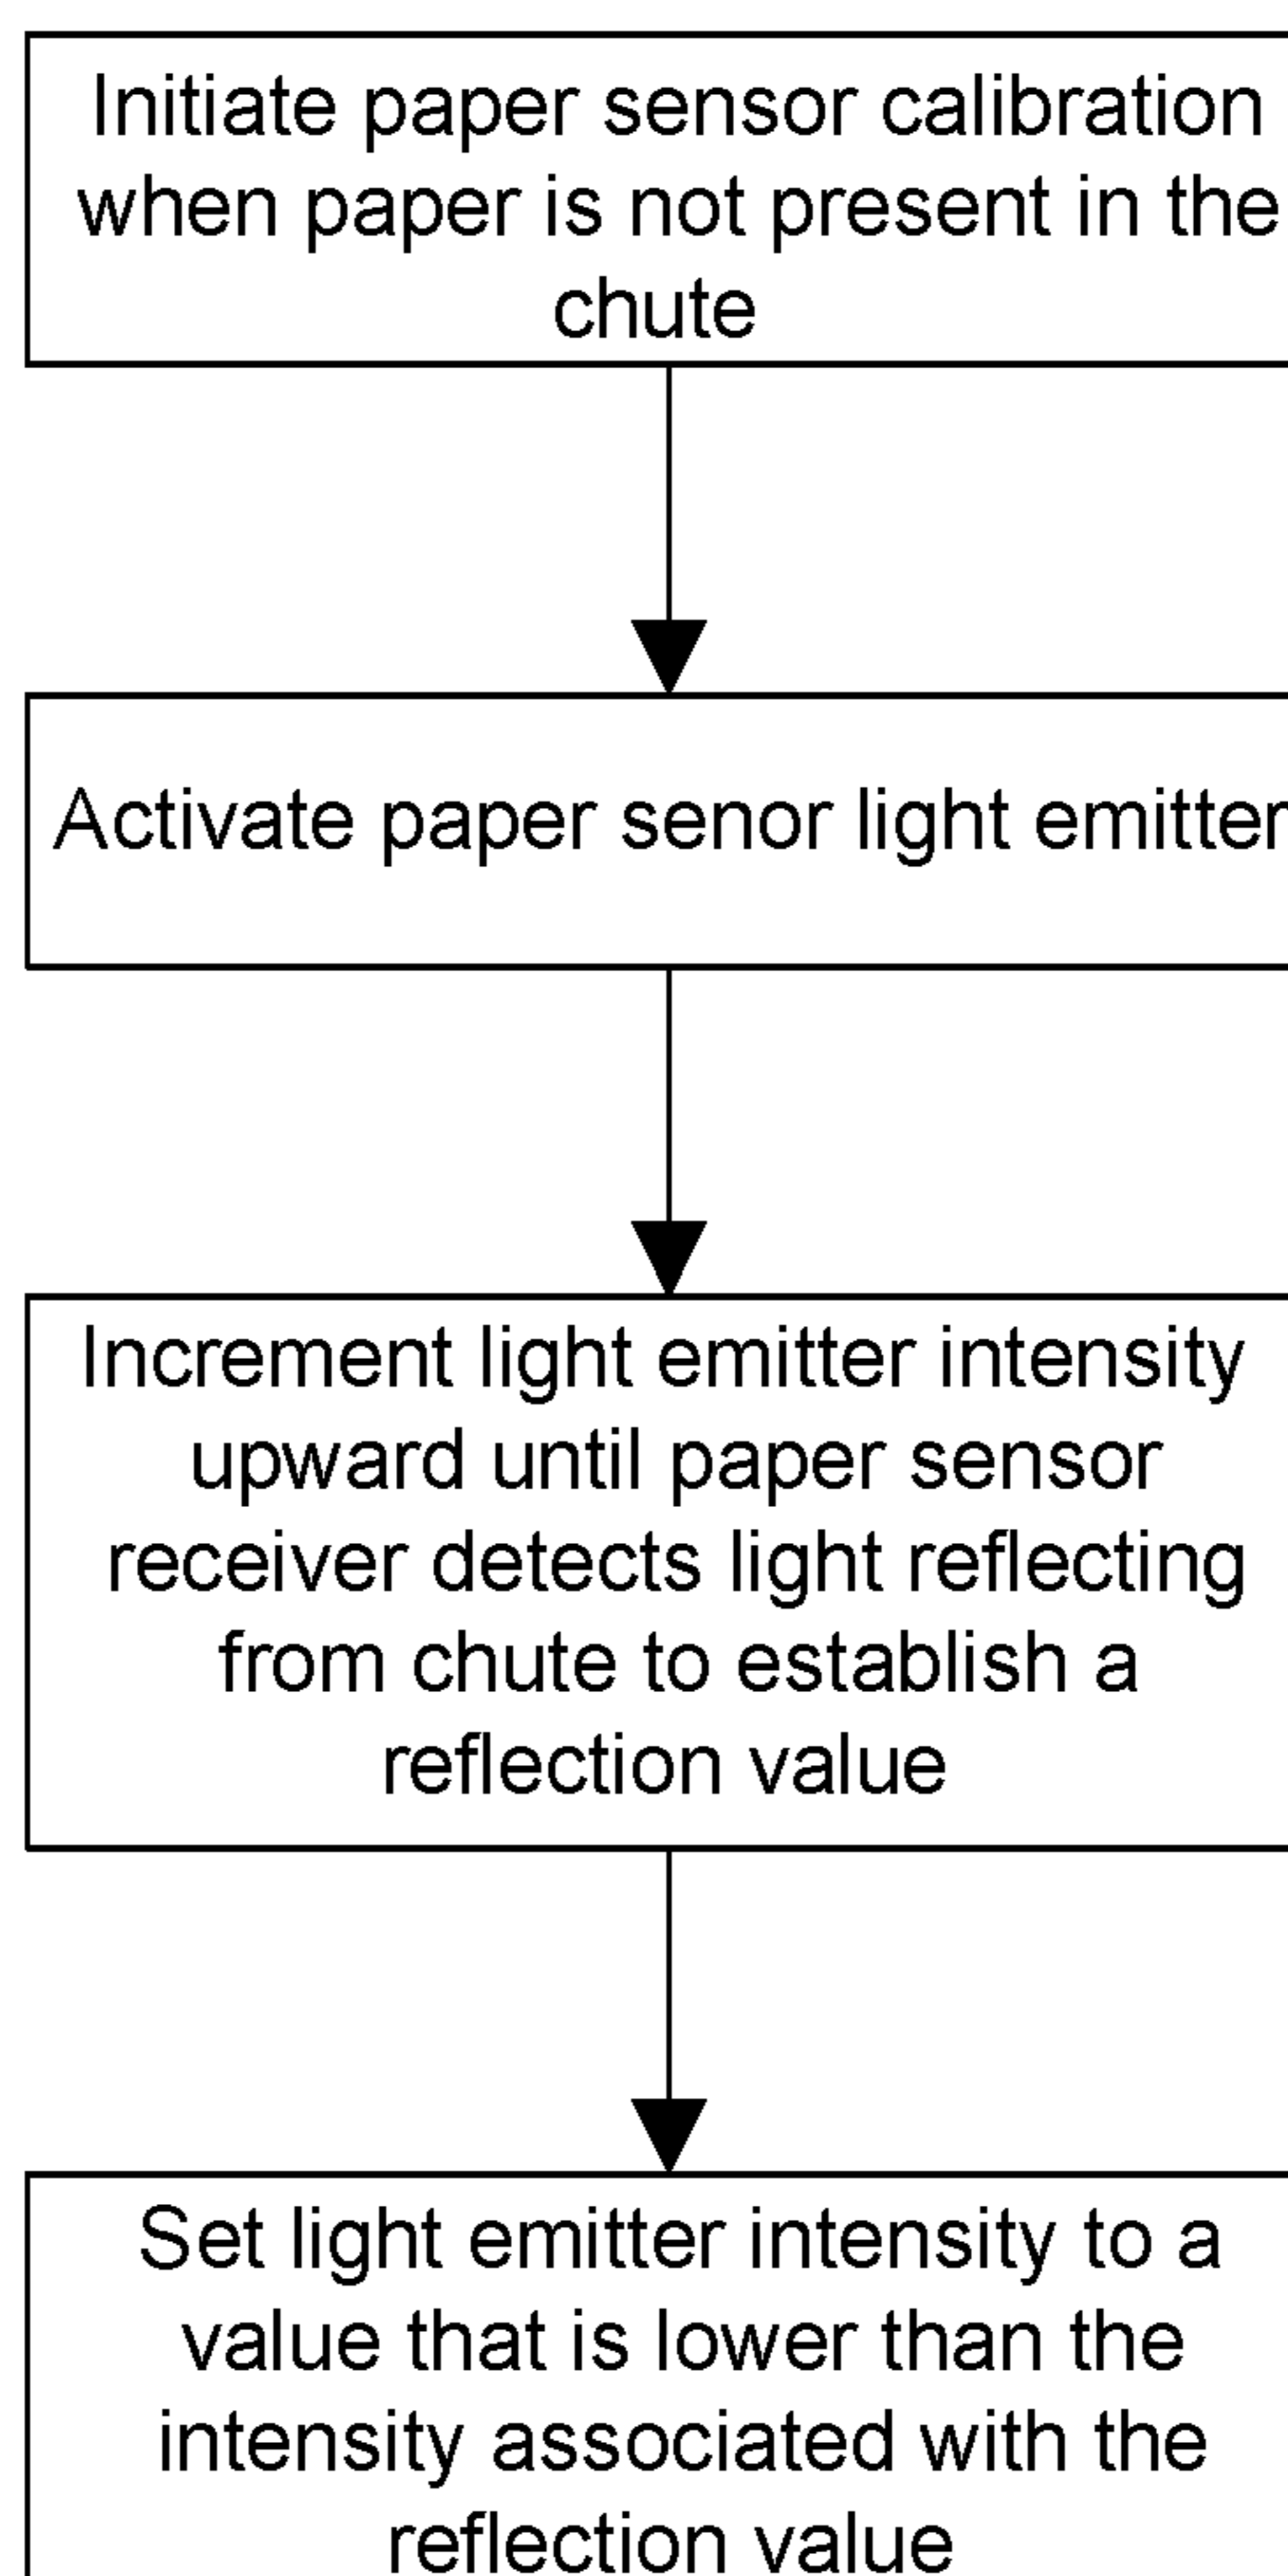 Initiate paper sensor calibration
when paper is not present in the
chute
Activate paper senor light emitter
Increment light emitter intensity
upward until paper sensor
receiver detects light reflecting
from chute to establish a
reflection value
Set light emitter intensity to a
value that is lower than the
intensity associated with the
reflection value